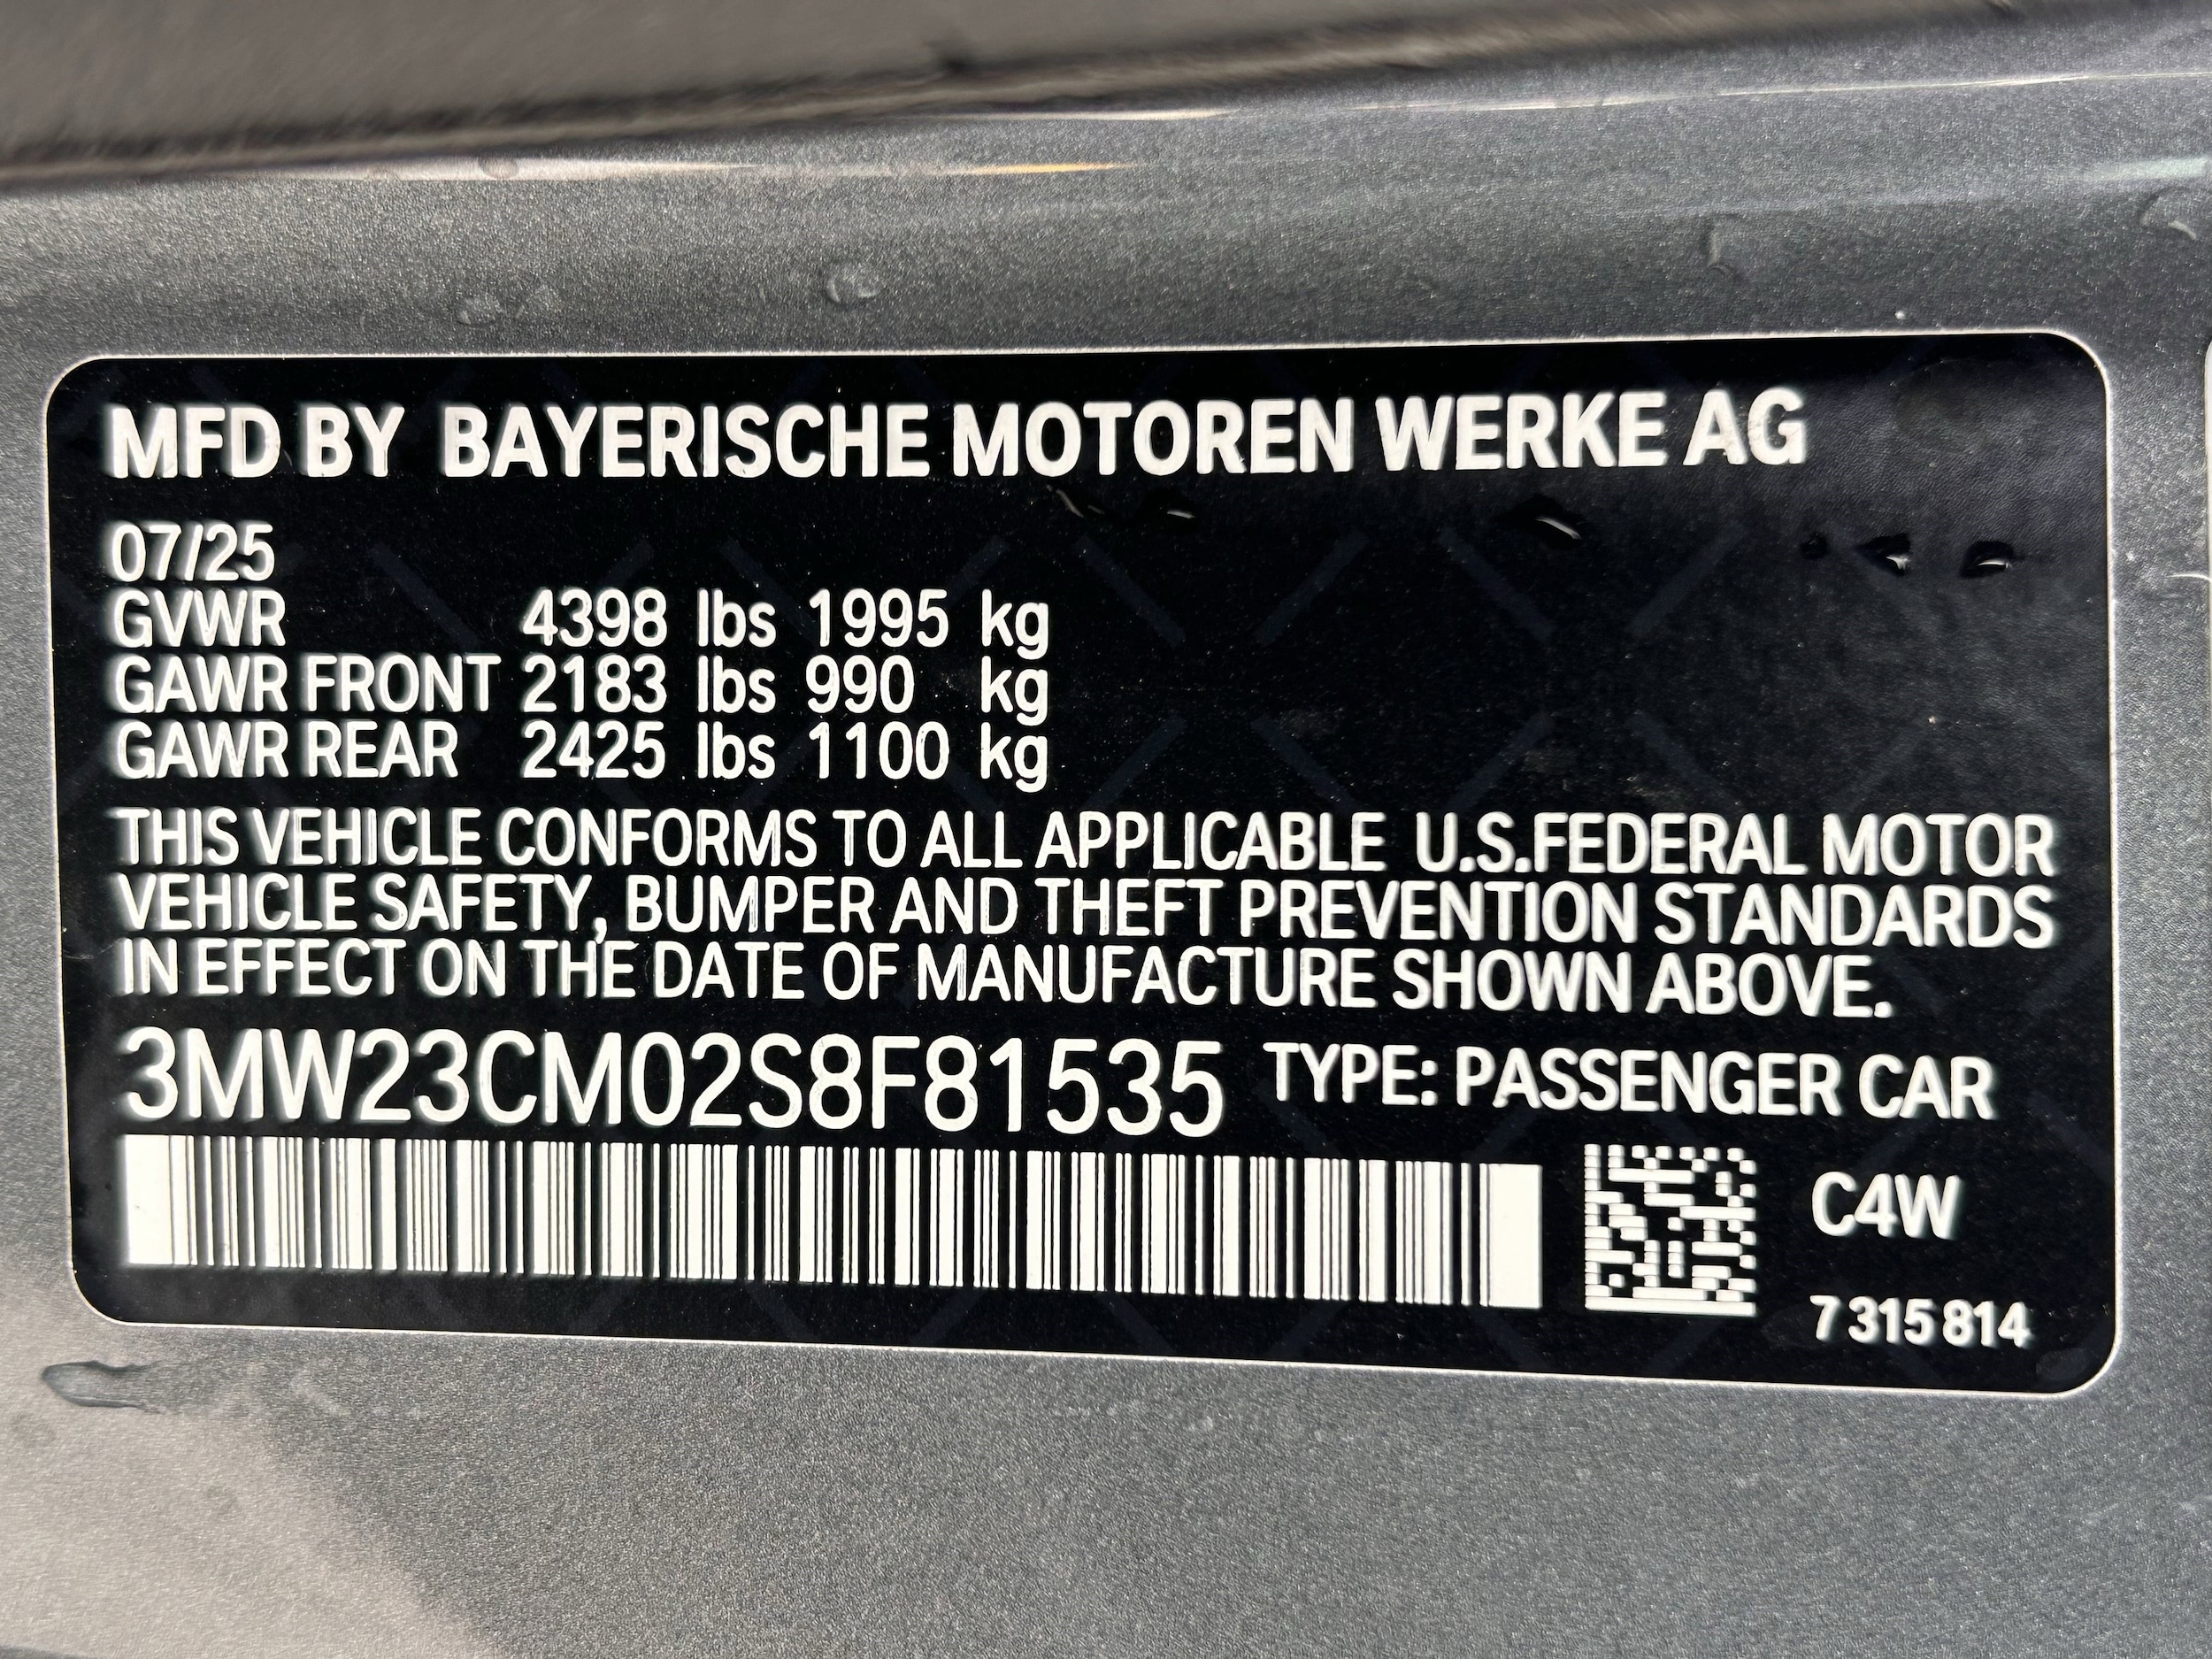 MFD BY BAYERISCHE MOTOREN WERKE AG
07/25
GVWR 4398 lbs 1995 kg
GAWR FRONT 2183 lbs 990 kg
GAWR REAR 2425 lbs 1100 kg
THIS VEHICLE CONFORMS TO ALL APPLICABLE U.S.FEDERAL MOTOR
VEHICLE SAFETY, BUMPER AND THEFT PREVENTION STANDARDS
IN EFFECT ON THE DATE OF MANUFACTURE SHOWN ABOVE.
3MW23CM02S8F81535 TYPE: PASSENGER CAR
C4W
7 315 814